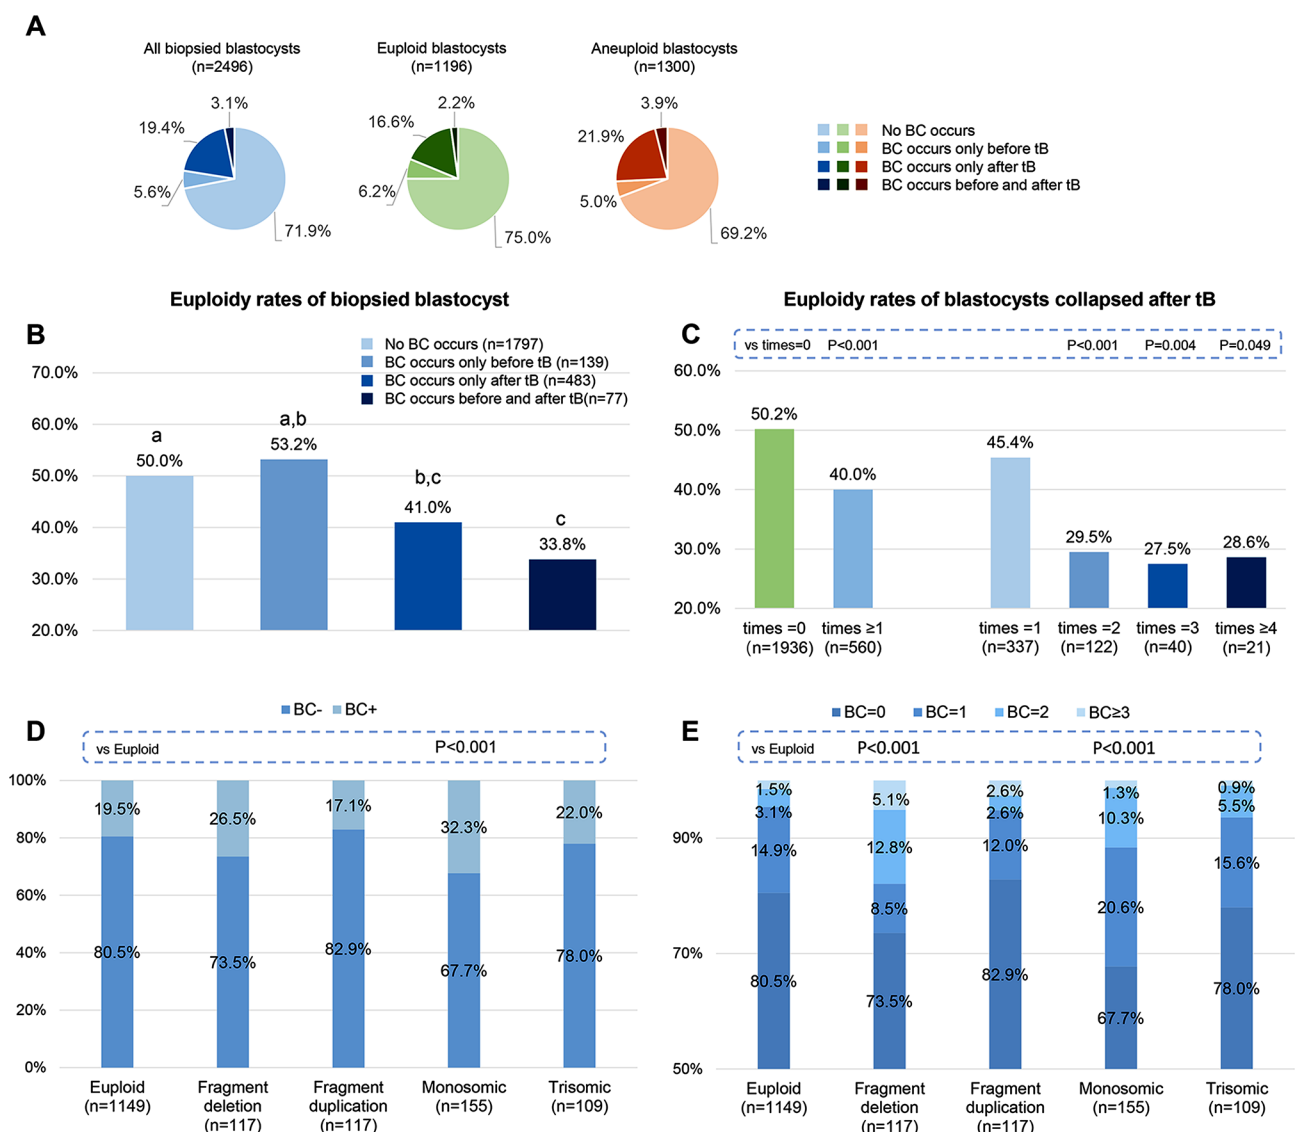 A
All biopsied blastocysts
(n=2496)
3.1%
19.4%
5.6%
71.9%
Euploid blastocysts
(n=1196)
2.2%
16.6%
6.2%
75.0%
Aneuploid blastocysts
(n=1300)
3.9%
21.9%
5.0%
69.2%
No BC occurs
BC occurs only before tB
BC occurs only after tB
BC occurs before and after tB
Euploidy rates of biopsied blastocyst
B
No BC occurs (n=1797)
BC occurs only before tB (n=139)
BC occurs only after tB (n=483)
BC occurs before and after tB(n=77)
70.0%
60.0%
50.0%
40.0%
30.0%
20.0%
a
50.0%
a,b
53.2%
b,c
41.0%
c
33.8%
Euploidy rates of blastocysts collapsed after tB
C
vs times=0 P<0.001 P<0.001 P=0.004 P=0.049
60.0%
50.0%
40.0%
30.0%
20.0%
50.2%
40.0%
45.4%
29.5%
27.5%
28.6%
times =0 times ≥1 times =1 times =2 times =3 times ≥4
(n=1936) (n=560) (n=337) (n=122) (n=40) (n=21)
D
BC- BC+
vs Euploid P<0.001
100%
80%
60%
40%
20%
0%
19.5% 26.5% 17.1% 32.3% 22.0%
80.5% 73.5% 82.9% 67.7% 78.0%
Euploid Fragment Fragment Monosomic Trisomic
(n=1149) deletion duplication (n=155) (n=109)
(n=117) (n=117)
E
BC=0 BC=1 BC=2 BC≥3
vs Euploid P<0.001 P<0.001
90%
70%
50%
1.5% 5.1% 2.6% 1.3% 0.9%
3.1% 12.8% 2.6% 10.3% 5.5%
14.9% 8.5% 12.0% 20.6% 15.6%
80.5% 73.5% 82.9% 67.7% 78.0%
Euploid Fragment Fragment Monosomic Trisomic
(n=1149) deletion duplication (n=155) (n=109)
(n=117) (n=117)